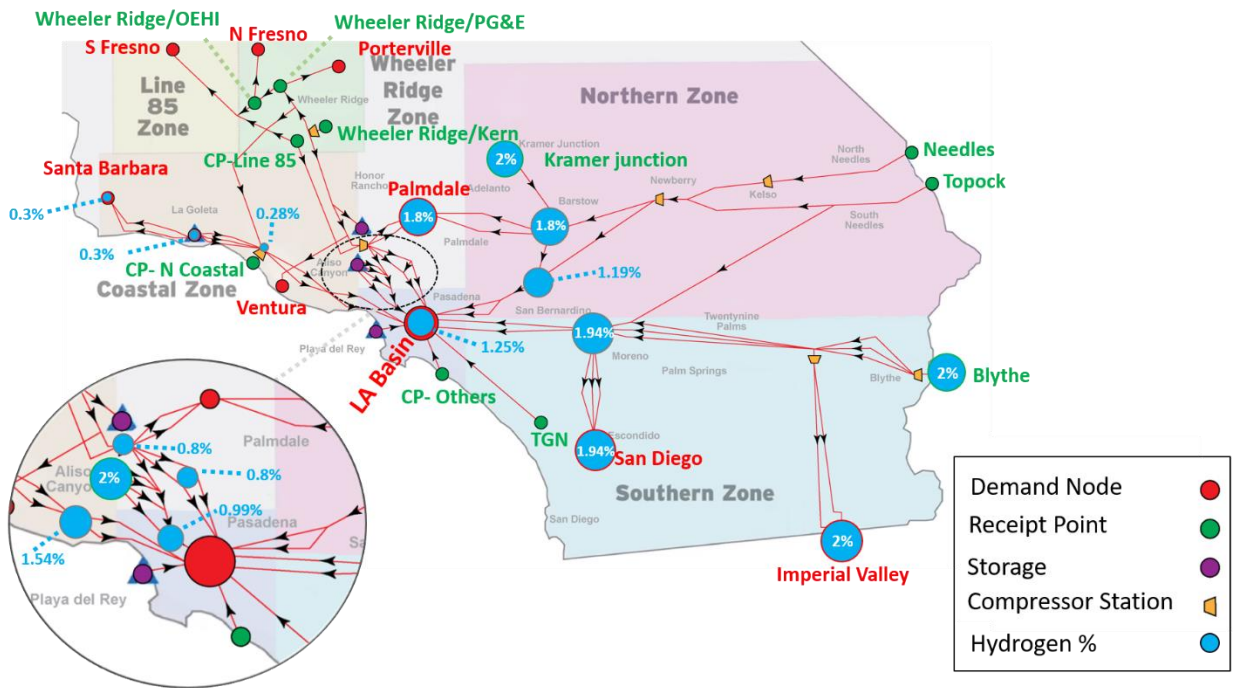 Wheeler Ridge/OEHI
Wheeler Ridge/PG&E
S Fresno
N Fresno
Porterville
Line
85
Zone
Wheeler
Ridge
Zone
Northern Zone
Wheeler Ridge
Wheeler Ridge/Kern
CP-Line 85
Kramer Junction
2%
Kramer junction
North
Needles
Needles
Topock
Santa Barbara
Honor
Rancho
Palmdale
Adelanto
Newberry
Kelso
La Goleta
0.3%
0.28%
1.8%
Barstow
1.8%
South
Needles
0.3%
Palmdale
CP- N Coastal
Coastal Zone
Aliso
Canyon
1.19%
Ventura
Pasadena
San Bernardino
Twentynine
Palms
Playa del Rey
1.25%
1.94%
Moreno
Palm Springs
Blythe
2%
Blythe
LA Basin
CP- Others
TGN
Escondido
1.94%
San Diego
Southern Zone
San Diego
2%
Imperial Valley
Palmdale
0.8%
Aliso
Canyon
2%
0.8%
0.99%
Pasadena
Sa
1.54%
Playa del Rey
Demand Node
Receipt Point
Storage
Compressor Station
Hydrogen %